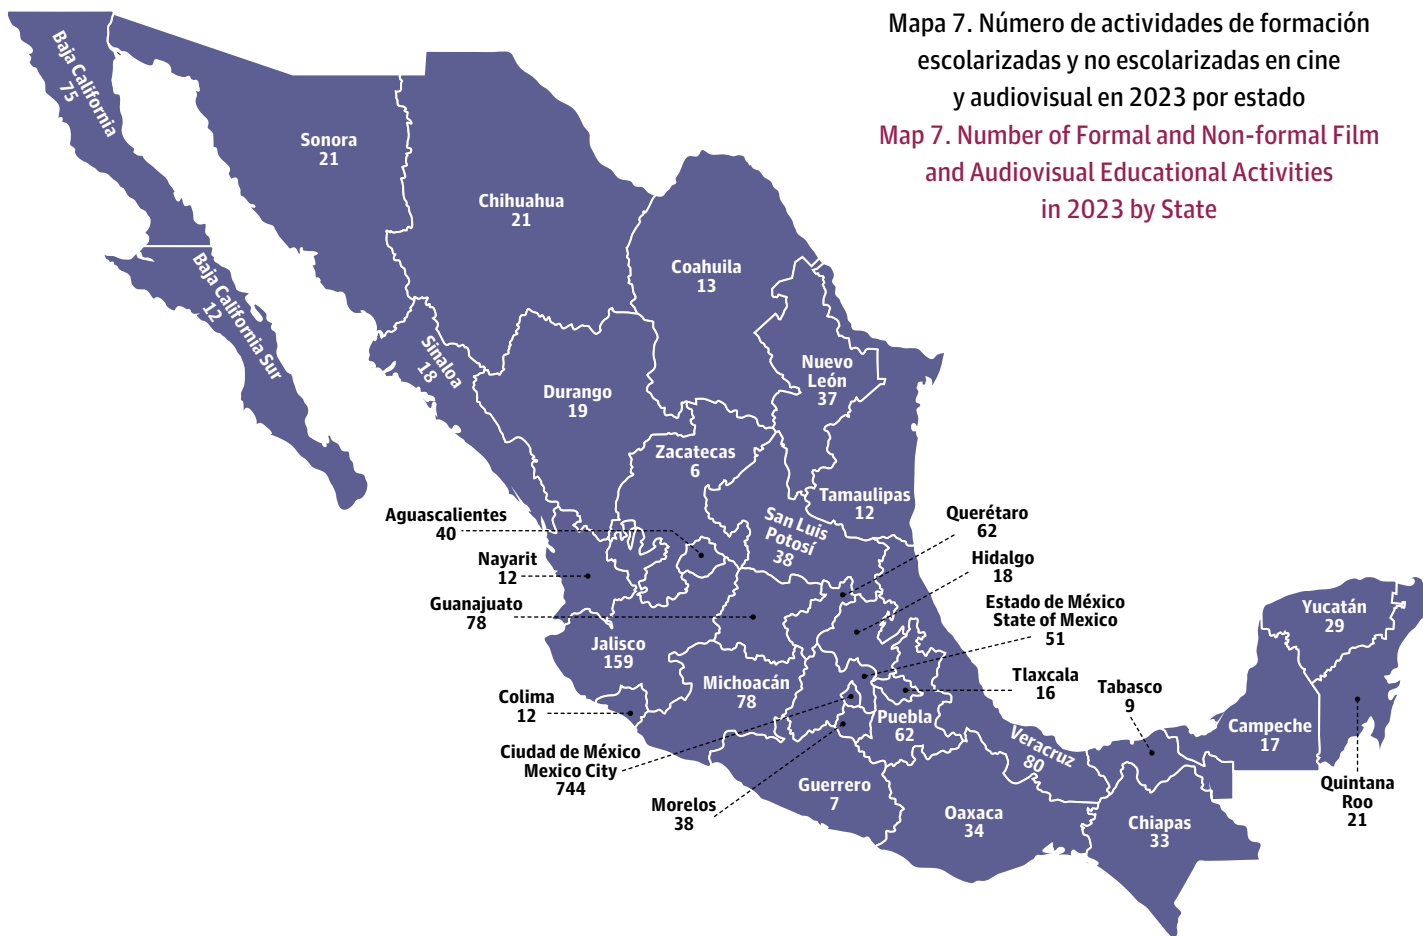 Mapa 7. Número de actividades de formación
escolarizadas y no escolarizadas en cine
y audiovisual en 2023 por estado
Map 7. Number of Formal and Non-formal Film
and Audiovisual Educational Activities
in 2023 by State
Baja California
75
Sonora
21
Chihuahua
21
Coahuila
13
Baja California Sur
12
Sinaloa
18
Durango
19
Nuevo
León
37
Zacatecas
6
Tamaulipas
12
San Luis
Potosí
38
Aguascalientes
40
Nayarit
12
Guanajuato
78
Jalisco
159
Colima
12
Michoacán
78
Ciudad de México
Mexico City
744
Morelos
38
Querétaro
62
Hidalgo
18
Estado de México
State of Mexico
51
Tlaxcala
16
Puebla
62
Veracruz
80
Guerrero
7
Oaxaca
34
Tabasco
9
Chiapas
33
Campeche
17
Yucatán
29
Quintana
Roo
21